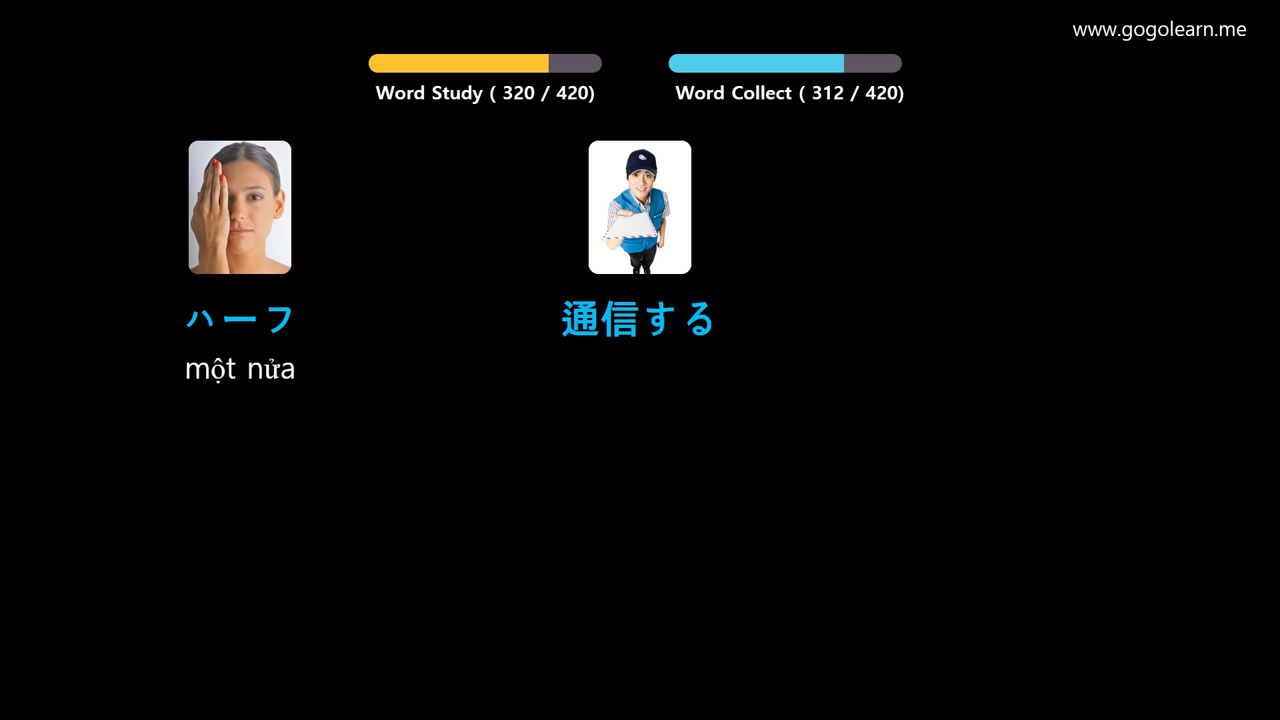 www.gogolearn.me
Word Study ( 320 / 420)
Word Collect ( 312 / 420)
ハーフ
通信する
một nửa